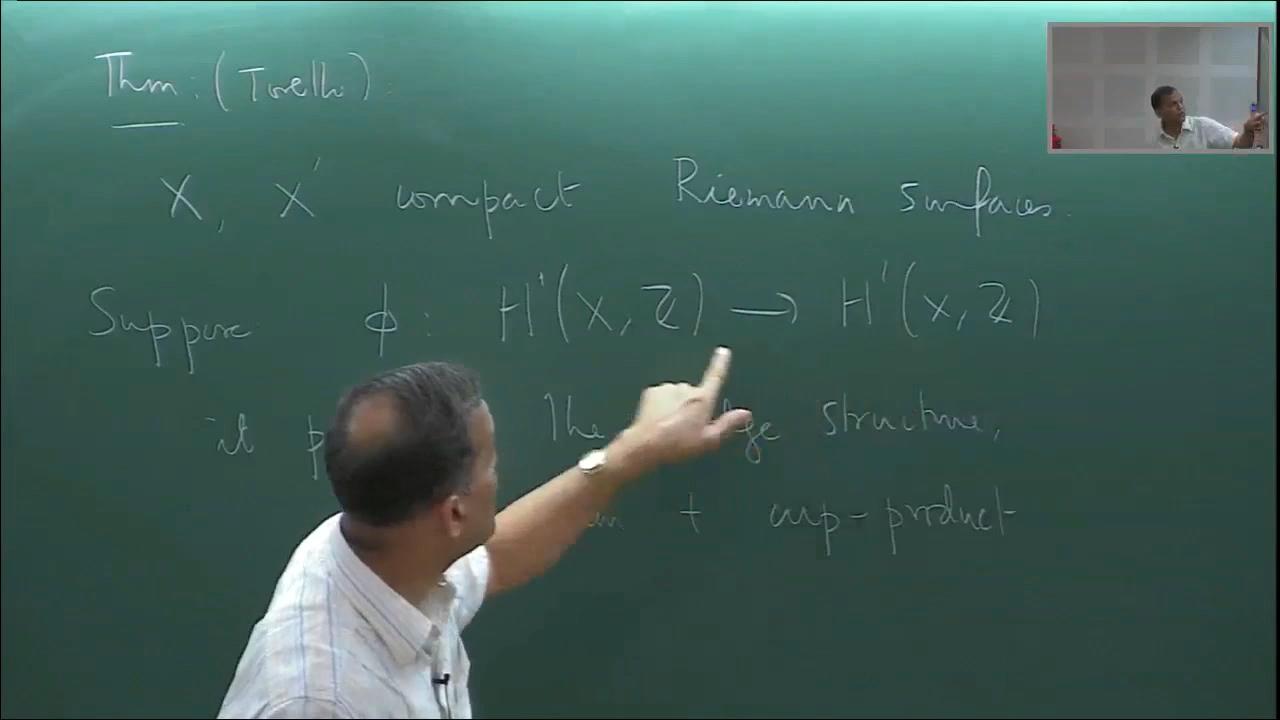 Thm: (Torelli):
X, X' compact Riemann surfaces.
Suppose ϕ: H¹(X, ℤ) → H¹(X, ℤ)
it The structure,
+ cup-product